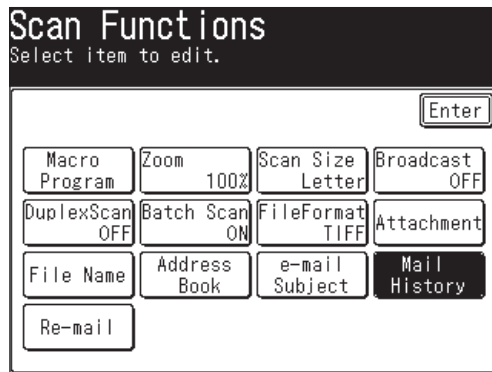 Scan Functions
Select item to edit.
Enter
Macro Program
Zoom 100%
Scan Size Letter
Broadcast OFF
DuplexScan OFF
Batch Scan ON
FileFormat TIFF
Attachment
File Name
Address Book
e-mail Subject
Mail History
Re-mail